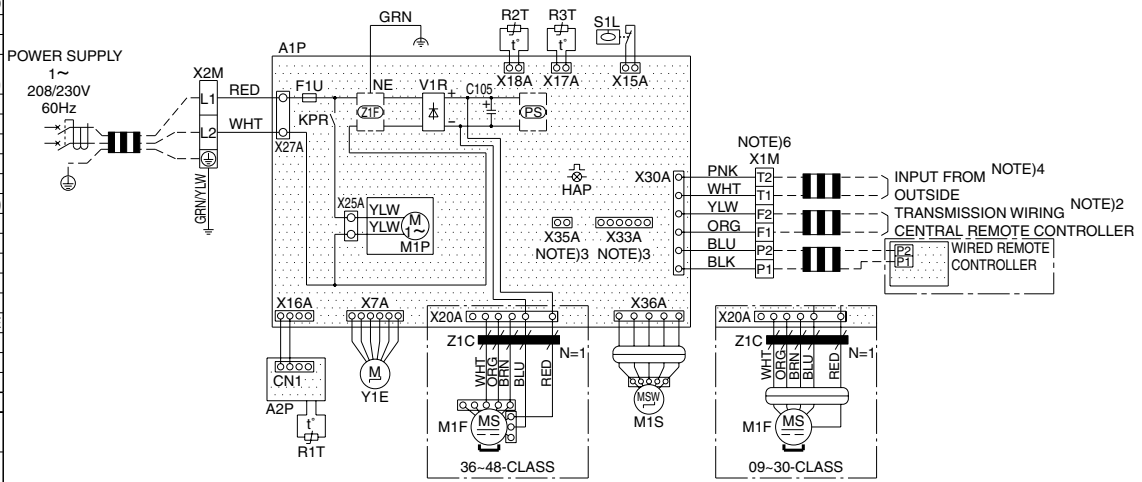 POWER SUPPLY
1~
208/230V
60Hz
X2M
L1
L2
RED
WHT
GRN/YLW
GRN
A1P
X27A
F1U
KPR
NE
Z1F
V1R
+
−
C105
+
PS
R2T
t°
X18A
R3T
t°
X17A
S1L
X15A
HAP
X25A
YLW
YLW
M
1~
M1P
X35A
NOTE)3
X33A
NOTE)3
X30A
PNK
WHT
YLW
ORG
BLU
BLK
NOTE)6
X1M
T2
T1
F2
F1
P2
P1
INPUT FROM NOTE)4
OUTSIDE
TRANSMISSION WIRING NOTE)2
CENTRAL REMOTE CONTROLLER
P2
P1
WIRED REMOTE
CONTROLLER
X16A
CN1
A2P
t°
R1T
X7A
M
Y1E
X20A
Z1C
N=1
WHT
ORG
BRN
BLU
RED
M1F
MS
36~48-CLASS
X36A
MSW
M1S
X20A
Z1C
N=1
WHT
ORG
BRN
BLU
RED
M1F
MS
09~30-CLASS